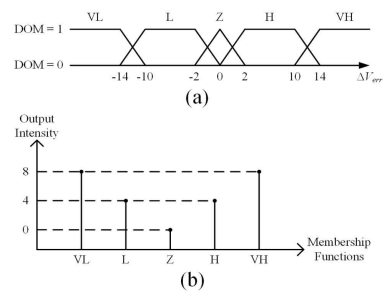 VL L Z H VH
DOM = 1
DOM = 0
-14 -10 -2 0 2 10 14 ΔVerr
(a)
Output
Intensity
8
4
0
VL L Z H VH
Membership
Functions
(b)